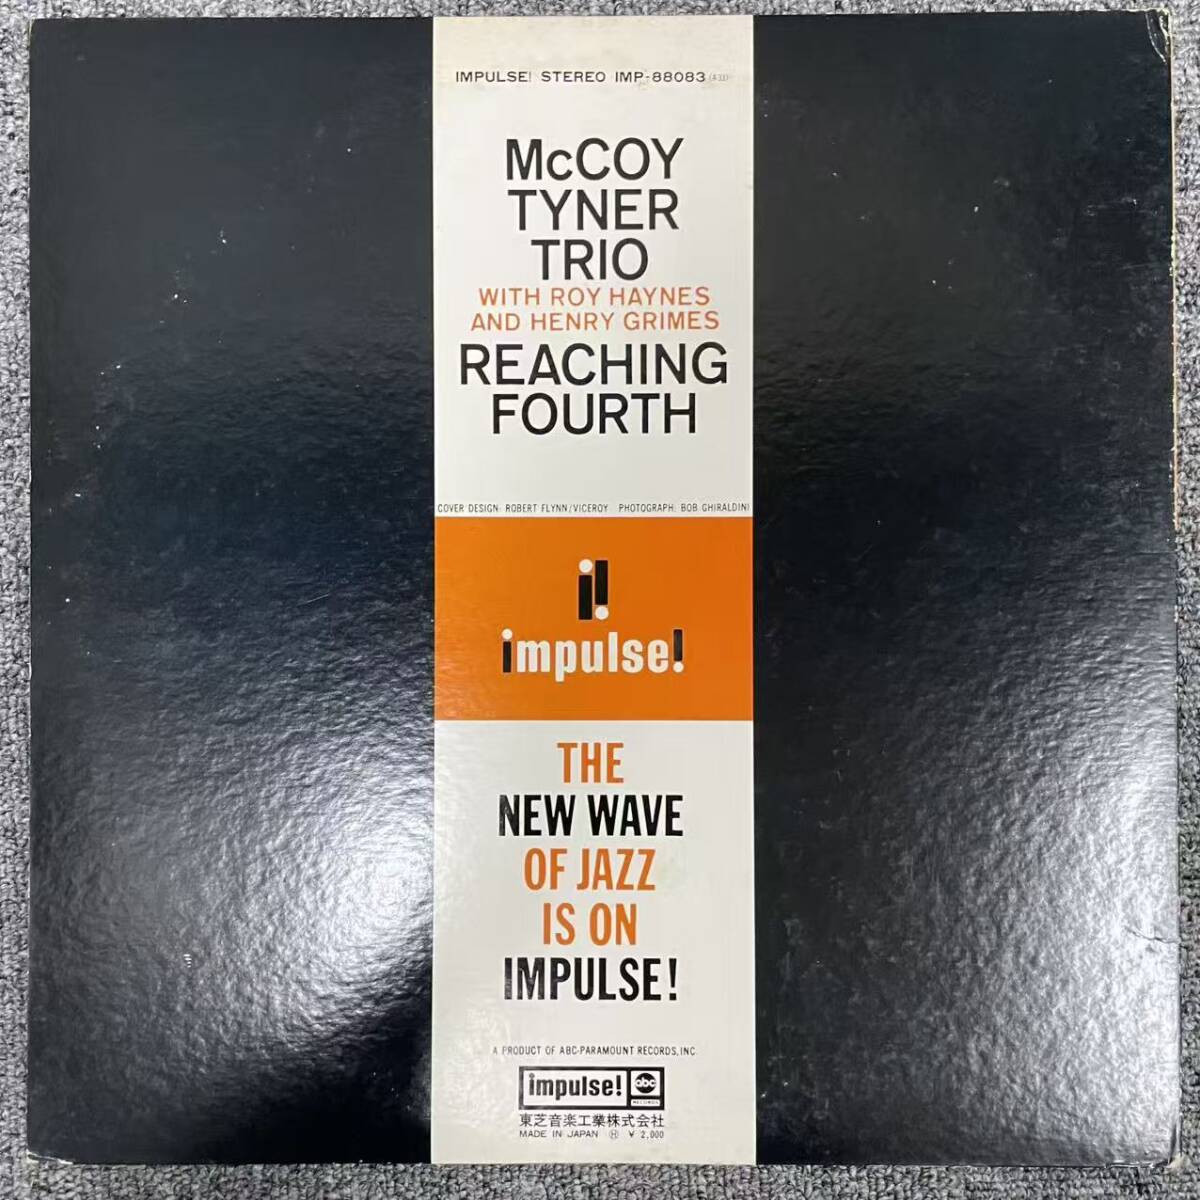 IMPULSE! STEREO IMP-88083
McCOY
TYNER
TRIO
WITH ROY HAYNES
AND HENRY GRIMES
REACHING
FOURTH
COVER DESIGN: ROBERT FLYNN/VICEROY PHOTOGRAPH: BOB GHIRALDINI
impulse!
THE
NEW WAVE
OF JAZZ
IS ON
IMPULSE!
A PRODUCT OF ABC-PARAMOUNT RECORDS, INC.
impulse! abc
RECORDS
東芝音楽工業株式会社
MADE IN JAPAN Ⓗ ¥ 2,000